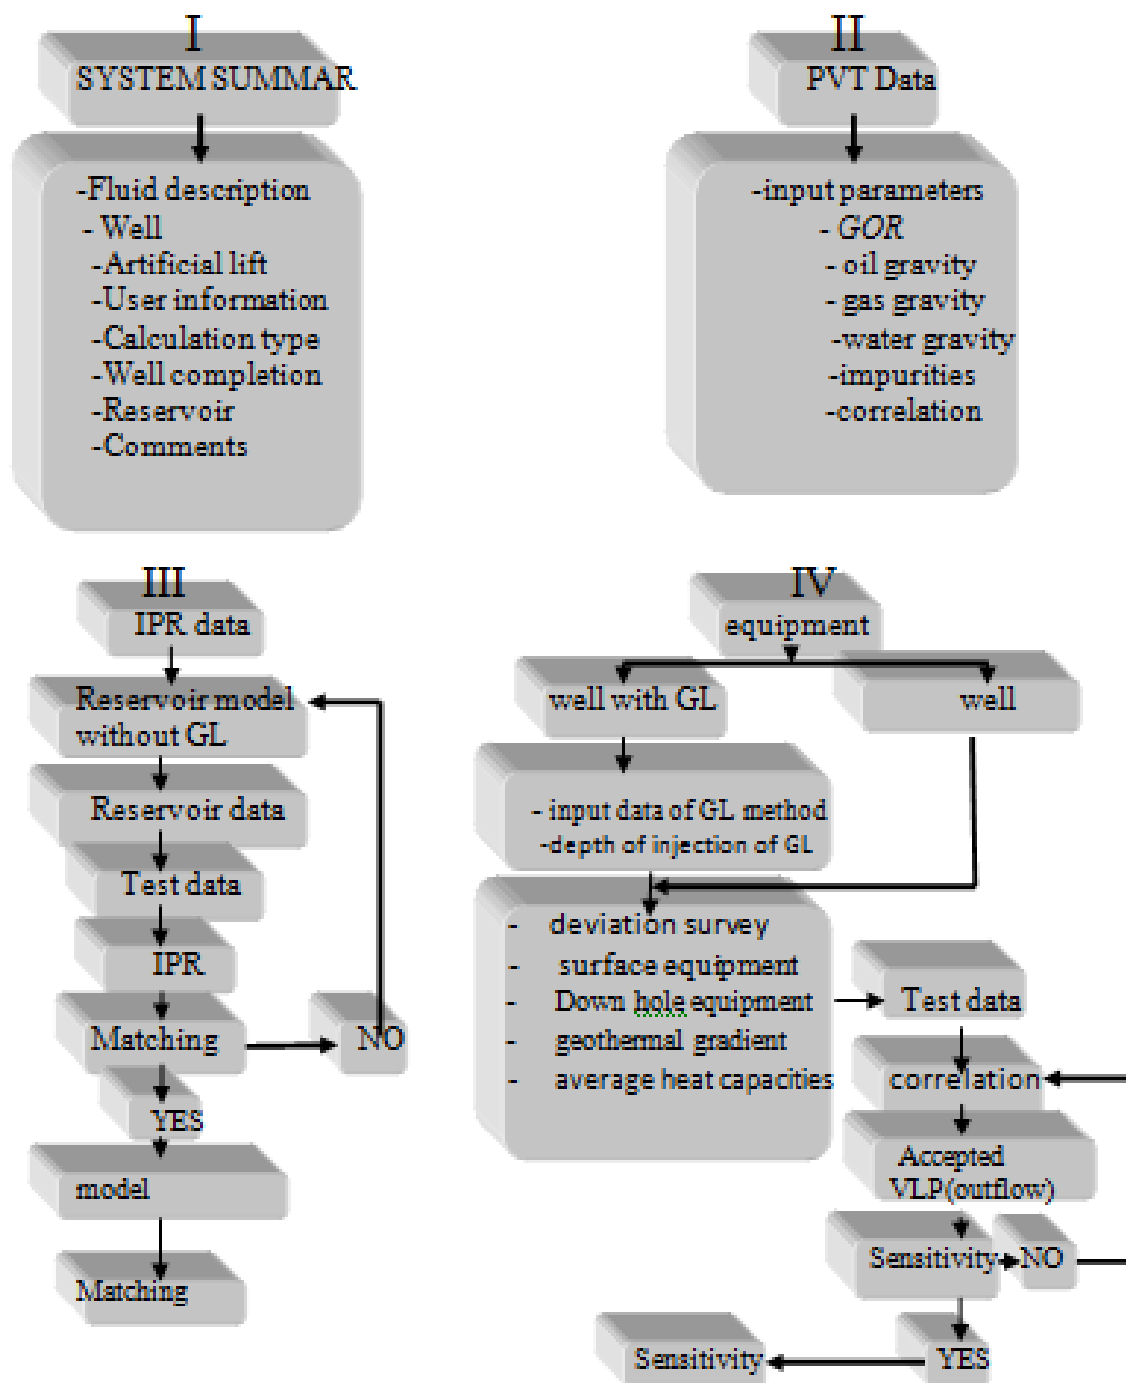 I
SYSTEM SUMMAR
-Fluid description
- Well
-Artificial lift
-User information
-Calculation type
-Well completion
-Reservoir
-Comments
II
PVT Data
-input parameters
- GOR
- oil gravity
- gas gravity
-water gravity
-impurities
-correlation
III
IPR data
Reservoir model
without GL
Reservoir data
Test data
IPR
Matching
NO
YES
model
Matching
IV
equipment
well with GL
well
- input data of GL method
-depth of injection of GL
- deviation survey
- surface equipment
- Down hole equipment
- geothermal gradient
- average heat capacities
Test data
correlation
Accepted
VLP(outflow)
Sensitivity
NO
YES
Sensitivity